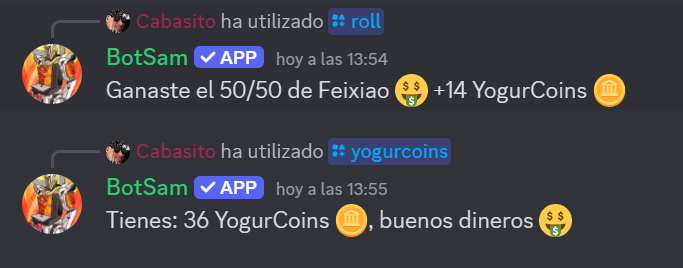 Cabasito ha utilizado roll
BotSam APP hoy a las 13:54
Ganaste el 50/50 de Feixiao 🤑 +14 YogurCoins 🪙
Cabasito ha utilizado yogurcoins
BotSam APP hoy a las 13:55
Tienes: 36 YogurCoins 🪙, buenos dineros 🤑